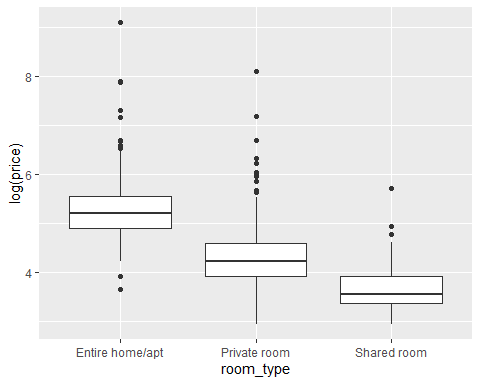 8
6
4
log(price)
Entire home/apt
Private room
Shared room
room_type